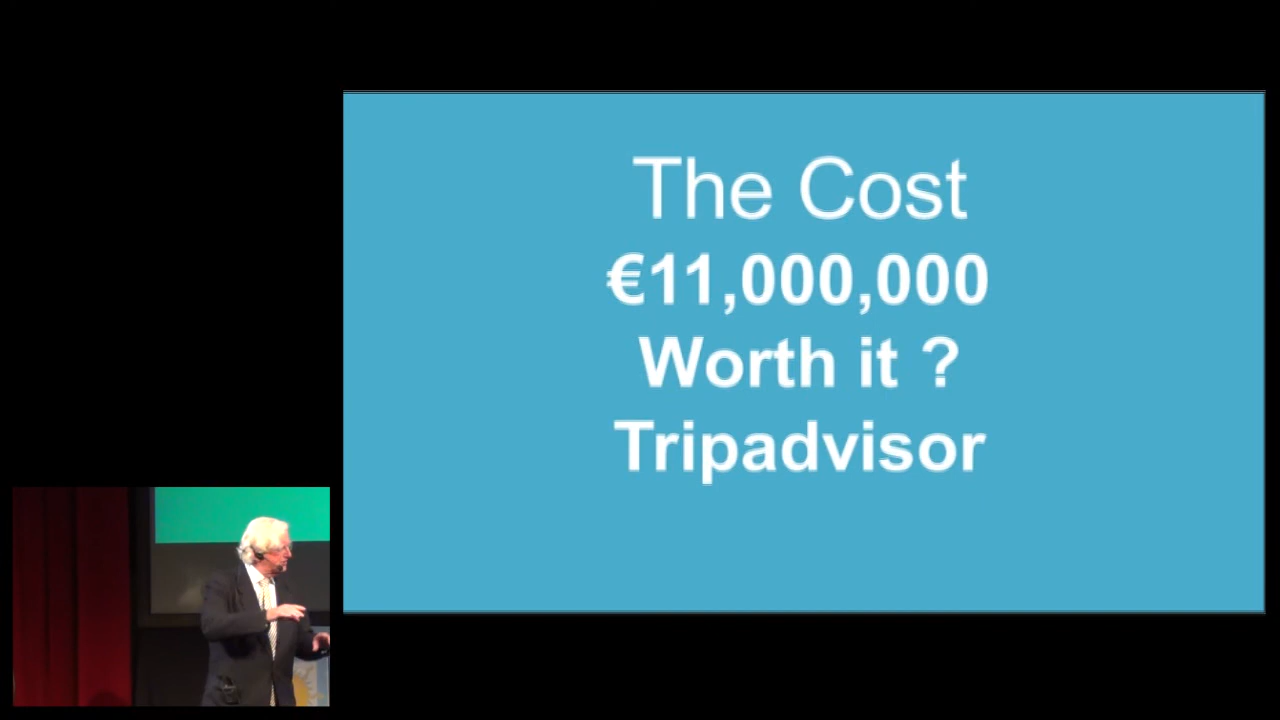 The Cost
€11,000,000
Worth it ?
Tripadvisor